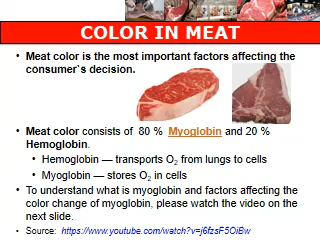 COLOR IN MEAT
• Meat color is the most important factors affecting the
consumer`s decision.
• Meat color consists of 80 % Myoglobin and 20 %
Hemoglobin.
• Hemoglobin — transports O₂ from lungs to cells
• Myoglobin — stores O₂ in cells
• To understand what is myoglobin and factors affecting the
color change of myoglobin, please watch the video on the
next slide.
• Source: https://www.youtube.com/watch?v=j6fzsF5OiBw